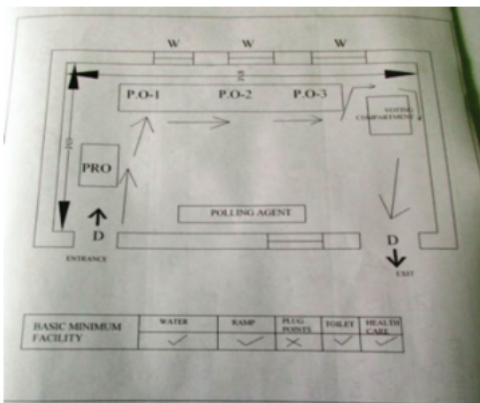 W W W
P.O-1 P.O-2 P.O-3
VOTING
COMPARTMENT
PRO
POLLING AGENT
D D
ENTRANCE
EXIT
BASIC MINIMUM
FACILITY
WATER RAMP PLUG
POINTS TOILET HEALTH
CARE